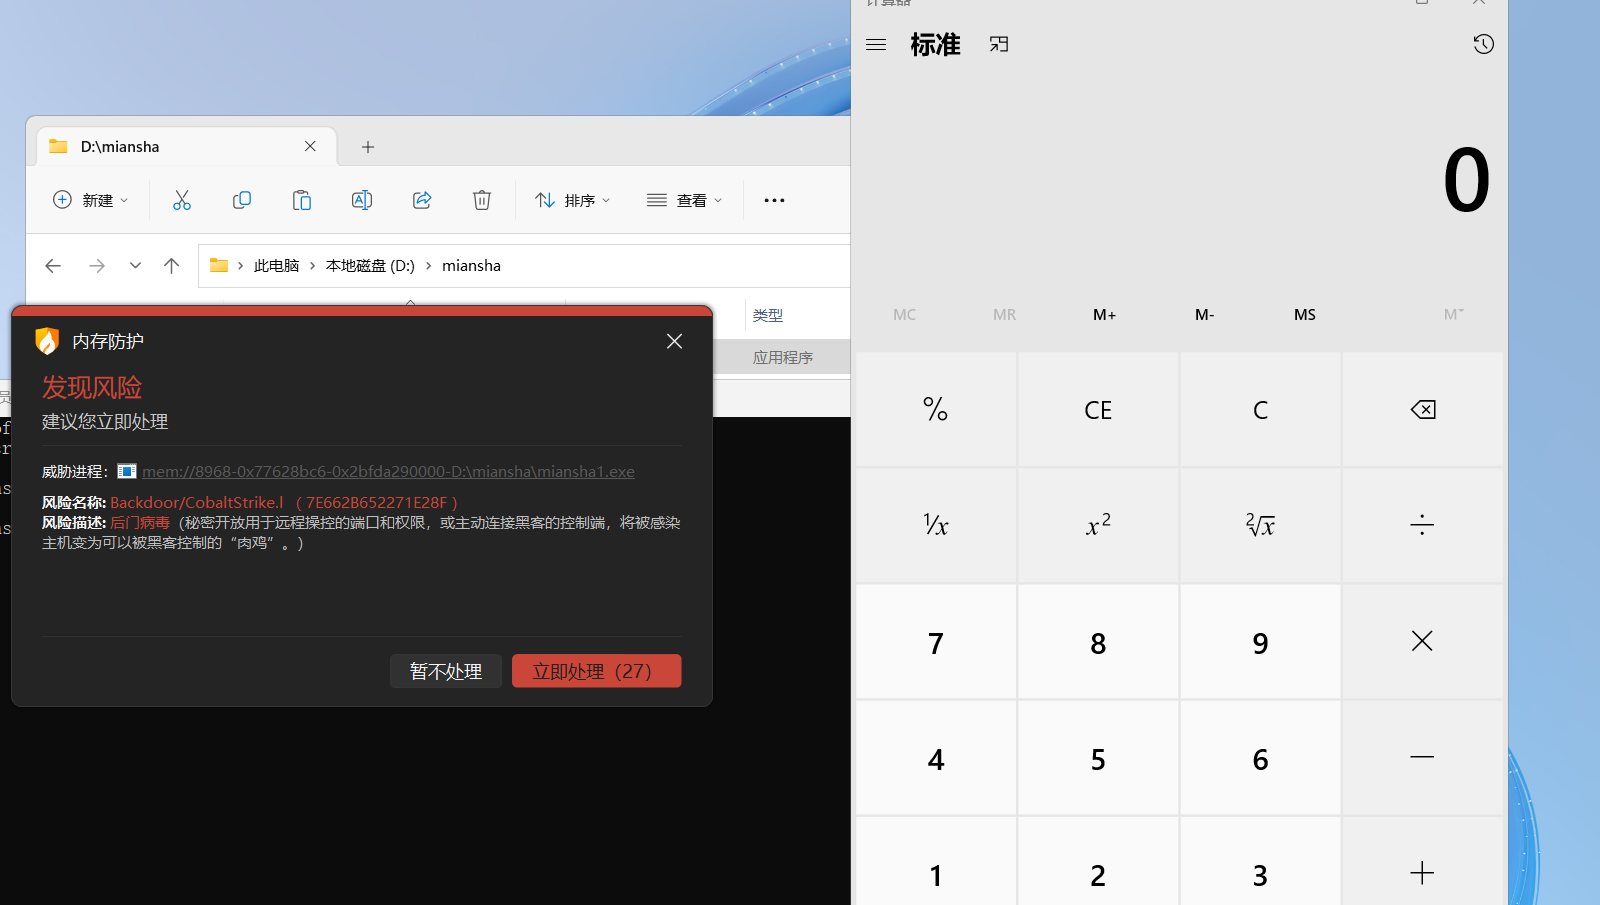 D:\miansha
新建
排序
查看
此电脑
本地磁盘 (D:)
miansha
类型
应用程序
内存防护
发现风险
建议您立即处理
威胁进程：
mem://8968-0x77628bc6-0x2bfda290000-D:\miansha\miansha1.exe
风险名称: Backdoor/CobaltStrike.l （ 7E662B652271E28F ）
风险描述: 后门病毒（秘密开放用于远程操控的端口和权限，或主动连接黑客的控制端，将被感染
主机变为可以被黑客控制的“肉鸡”。）
暂不处理
立即处理（27）
标准
0
MC MR M+ M- MS M˅
% CE C
¹⁄x x² ²√x ÷
7 8 9 ×
4 5 6 −
1 2 3 +